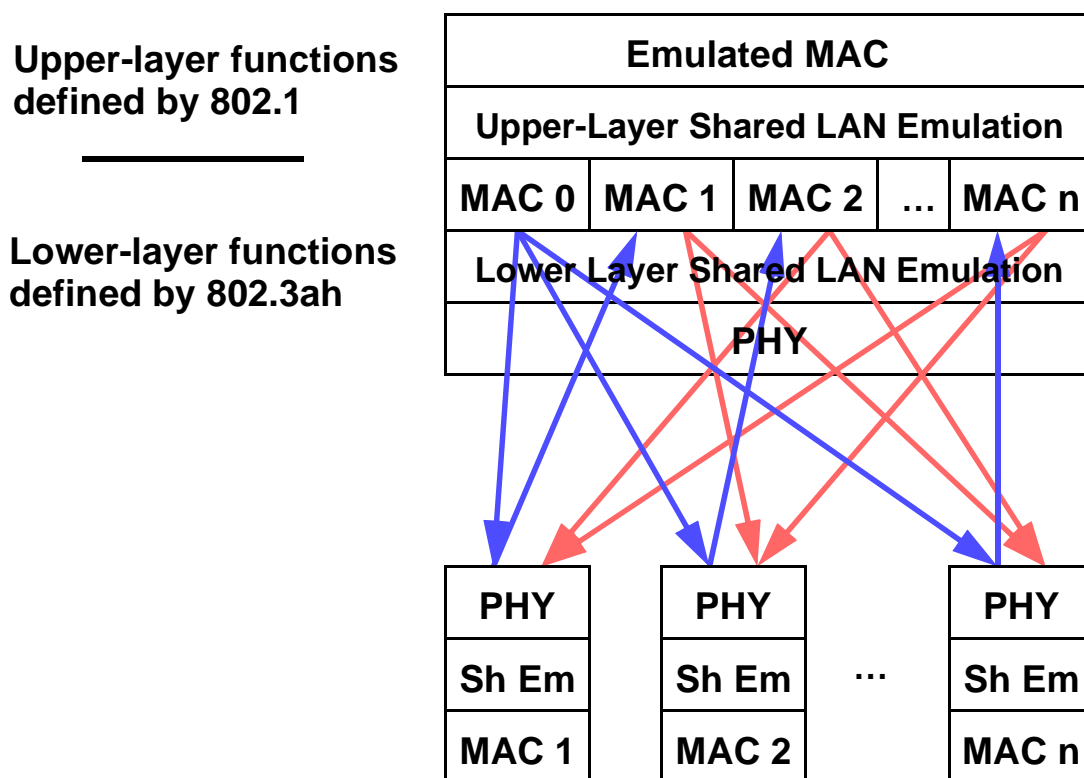 Upper-layer functions
defined by 802.1
Lower-layer functions
defined by 802.3ah
Emulated MAC
Upper-Layer Shared LAN Emulation
MAC 0 MAC 1 MAC 2 ... MAC n
Lower Layer Shared LAN Emulation
PHY
PHY PHY PHY
Sh Em Sh Em ... Sh Em
MAC 1 MAC 2 MAC n